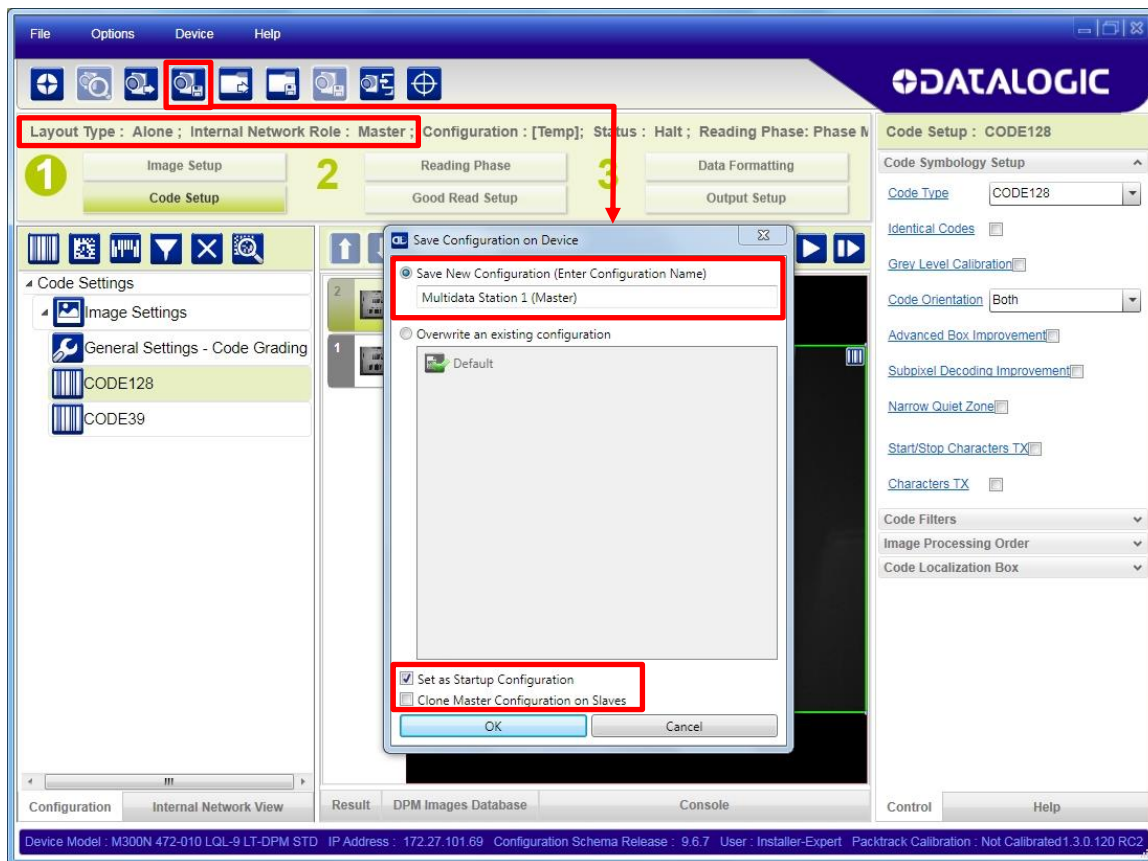 File Options Device Help
DATALOGIC
Layout Type : Alone ; Internal Network Role : Master ; Configuration : [Temp]; Status : Halt ; Reading Phase: Phase M
1 Image Setup
Code Setup
2 Reading Phase
Good Read Setup
3 Data Formatting
Output Setup
Code Settings
Image Settings
General Settings - Code Grading
CODE128
CODE39
Configuration Internal Network View
2
1
Save Configuration on Device
Save New Configuration (Enter Configuration Name)
Multidata Station 1 (Master)
Overwrite an existing configuration
Default
Set as Startup Configuration
Clone Master Configuration on Slaves
OK Cancel
Result DPM Images Database Console
Code Setup : CODE128
Code Symbology Setup
Code Type CODE128
Identical Codes
Grey Level Calibration
Code Orientation Both
Advanced Box Improvement
Subpixel Decoding Improvement
Narrow Quiet Zone
Start/Stop Characters TX
Characters TX
Code Filters
Image Processing Order
Code Localization Box
Control Help
Device Model : M300N 472-010 LQL-9 LT-DPM STD IP Address : 172.27.101.69 Configuration Schema Release : 9.6.7 User : Installer-Expert Packtrack Calibration : Not Calibrated 1.3.0.120 RC2